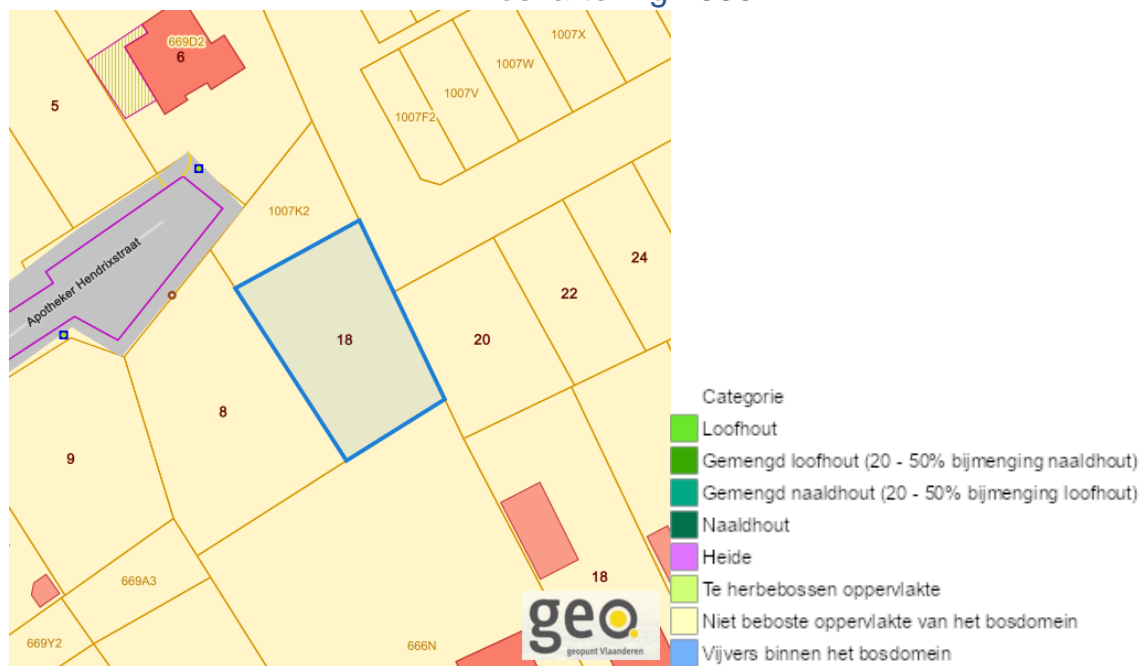 669D2
6
5
1007X
1007W
1007V
1007F2
1007K2
Apotheker Hendrixstraat
24
22
20
18
8
9
18
669A3
669Y2
666N
geo
geopunt Vlaanderen
Categorie
Loofhout
Gemengd loofhout (20 - 50% bijmenging naaldhout)
Gemengd naaldhout (20 - 50% bijmenging loofhout)
Naaldhout
Heide
Te herbebossen oppervlakte
Niet beboste oppervlakte van het bosdomein
Vijvers binnen het bosdomein